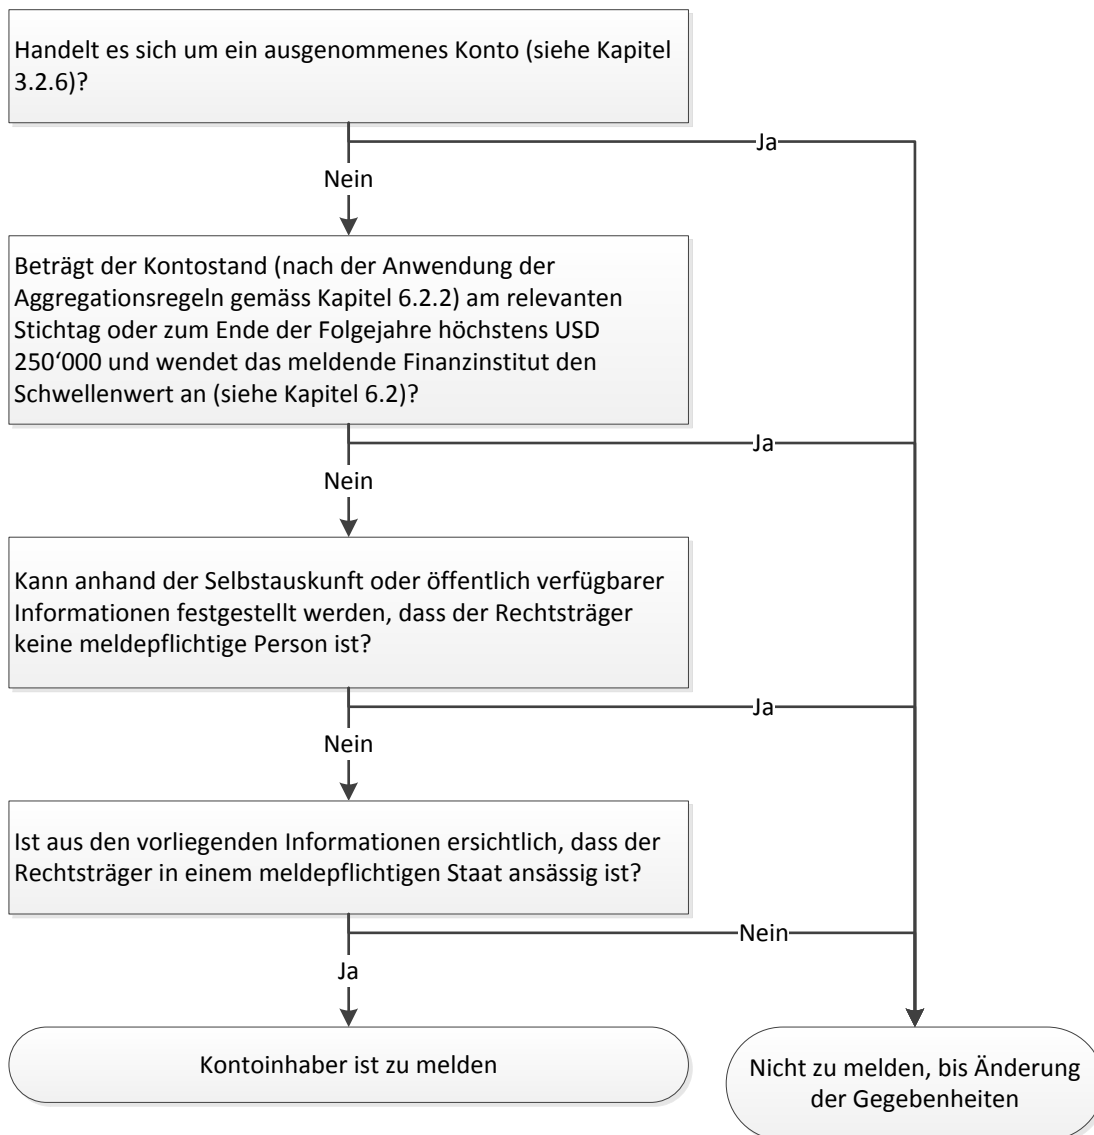 Handelt es sich um ein ausgenommenes Konto (siehe Kapitel
3.2.6)?
Ja
Nein
Beträgt der Kontostand (nach der Anwendung der
Aggregationsregeln gemäss Kapitel 6.2.2) am relevanten
Stichtag oder zum Ende der Folgejahre höchstens USD
250‘000 und wendet das meldende Finanzinstitut den
Schwellenwert an (siehe Kapitel 6.2)?
Ja
Nein
Kann anhand der Selbstauskunft oder öffentlich verfügbarer
Informationen festgestellt werden, dass der Rechtsträger
keine meldepflichtige Person ist?
Ja
Nein
Ist aus den vorliegenden Informationen ersichtlich, dass der
Rechtsträger in einem meldepflichtigen Staat ansässig ist?
Nein
Ja
Kontoinhaber ist zu melden
Nicht zu melden, bis Änderung
der Gegebenheiten